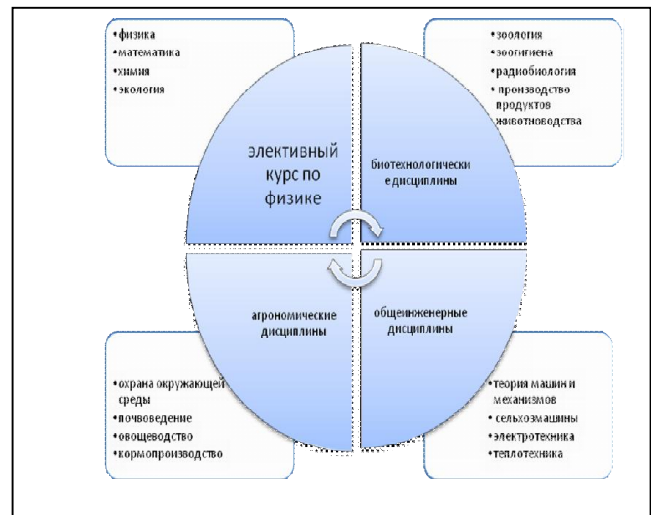 •физика
•математика
•химия
•экология
•зоология
•зоогигиена
•радиобиология
• производство
продуктов
животноводства
элективный
курс по
физике
биотехнологически
е дисциплины
агрономические
дисциплины
общеинженерные
дисциплины
•охрана окружающей
среды
•почвоведение
•овощеводство
•кормопроизводство
•теория машин и
механизмов
• сельхозмашины
•электротехника
•теплотехника